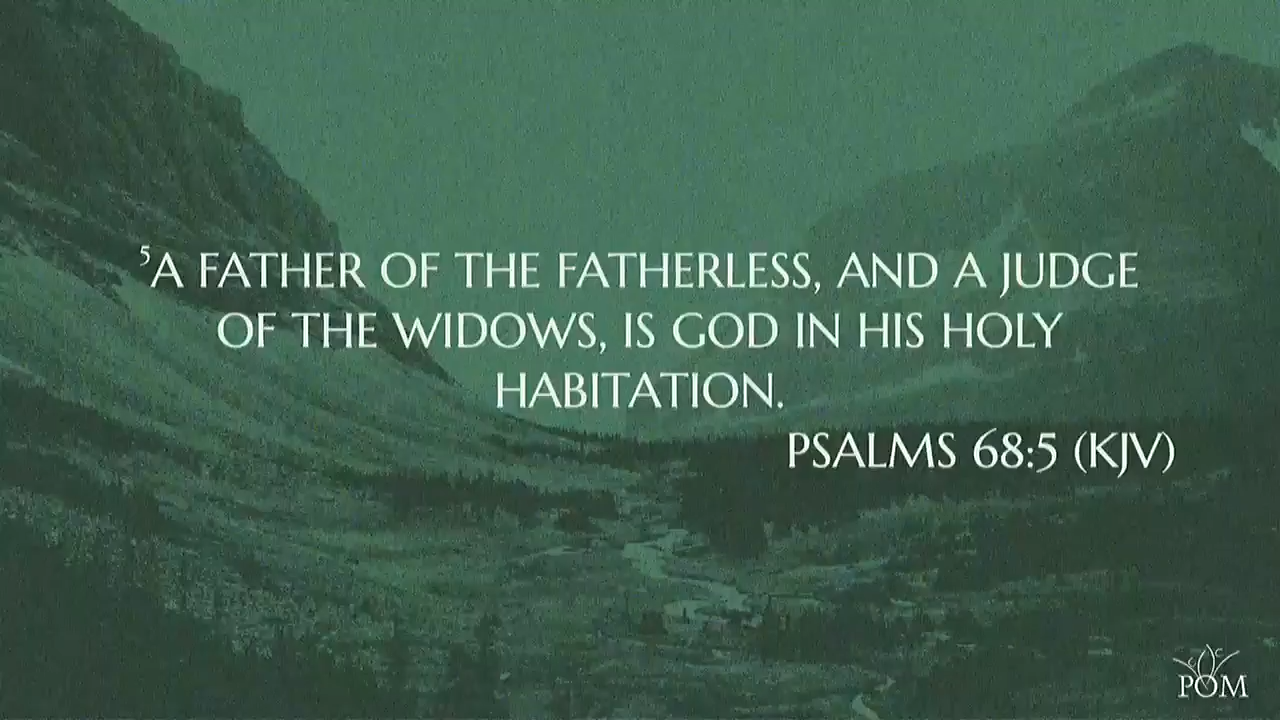 ⁵A FATHER OF THE FATHERLESS, AND A JUDGE
OF THE WIDOWS, IS GOD IN HIS HOLY
HABITATION.
PSALMS 68:5 (KJV)
POM